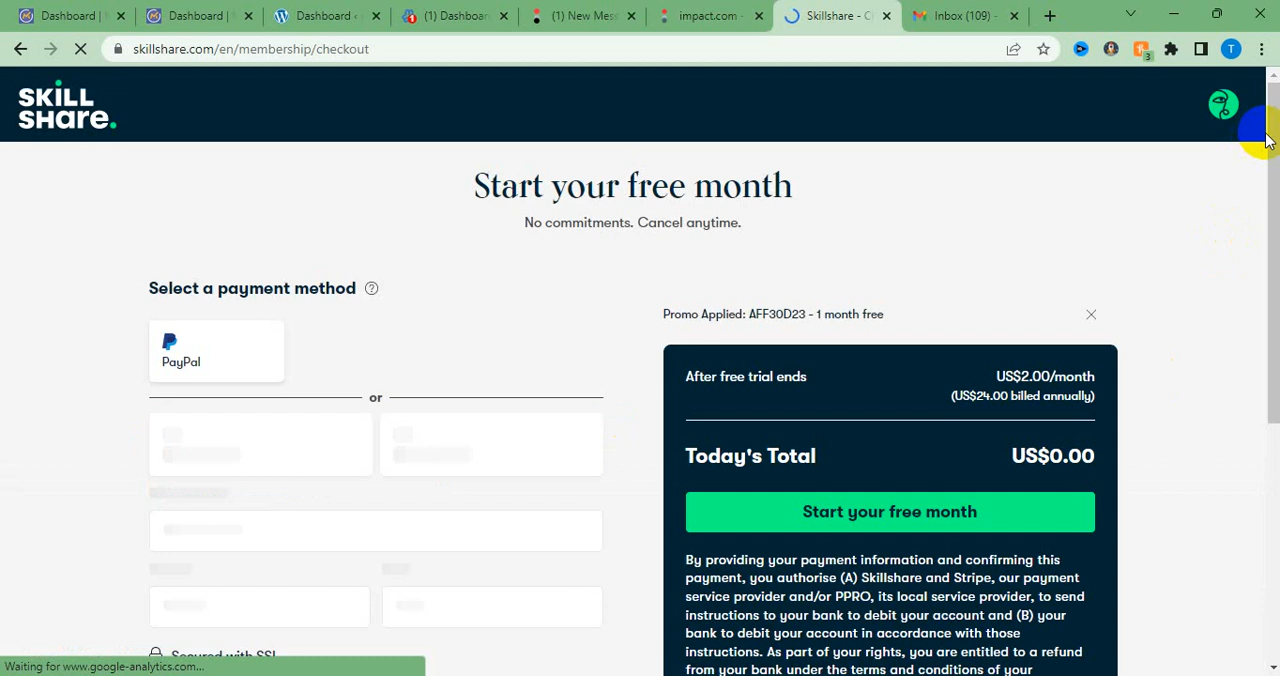 Dashboard |
Dashboard |
Dashboard ‹
(1) Dashboar
(1) New Mess
impact.com -
Skillshare - C
Inbox (109) -
skillshare.com/en/membership/checkout
3
T
SKILL
SHare.
Start your free month
No commitments. Cancel anytime.
Select a payment method ?
PayPal
or
Secured with SSL
Promo Applied: AFF30D23 - 1 month free
After free trial ends US$2.00/month
(US$24.00 billed annually)
Today's Total US$0.00
Start your free month
By providing your payment information and confirming this
payment, you authorise (A) Skillshare and Stripe, our payment
service provider and/or PPRO, its local service provider, to send
instructions to your bank to debit your account and (B) your
bank to debit your account in accordance with those
instructions. As part of your rights, you are entitled to a refund
from your bank under the terms and conditions of your
Waiting for www.google-analytics.com...